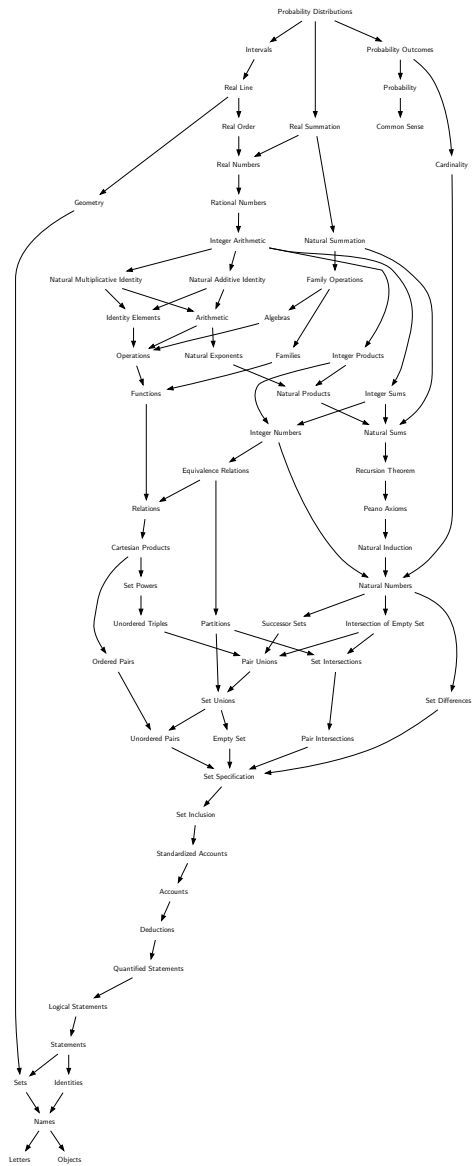 Probability Distributions
Intervals
Probability Outcomes
Real Line
Probability
Real Order
Real Summation
Common Sense
Real Numbers
Cardinality
Geometry
Rational Numbers
Integer Arithmetic
Natural Summation
Natural Multiplicative Identity
Natural Additive Identity
Family Operations
Identity Elements
Arithmetic
Algebras
Operations
Natural Exponents
Families
Integer Products
Functions
Natural Products
Integer Sums
Integer Numbers
Natural Sums
Equivalence Relations
Recursion Theorem
Relations
Peano Axioms
Cartesian Products
Natural Induction
Set Powers
Natural Numbers
Unordered Triples
Partitions
Successor Sets
Intersection of Empty Set
Ordered Pairs
Pair Unions
Set Intersections
Set Unions
Set Differences
Unordered Pairs
Empty Set
Pair Intersections
Set Specification
Set Inclusion
Standardized Accounts
Accounts
Deductions
Quantified Statements
Logical Statements
Statements
Sets
Identities
Names
Letters
Objects